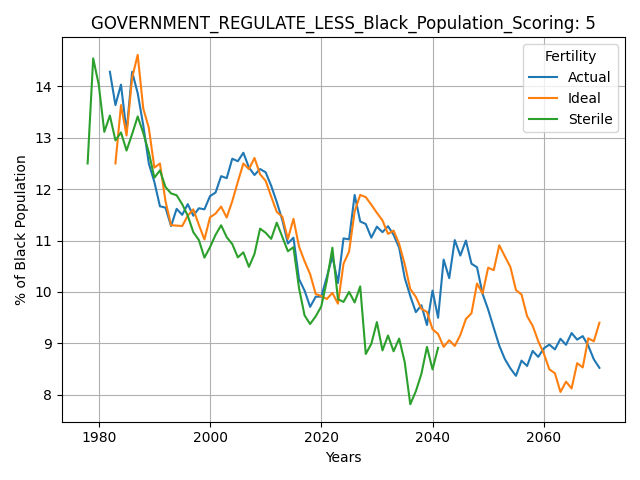 GOVERNMENT_REGULATE_LESS_Black_Population_Scoring: 5
Fertility
Actual
Ideal
Sterile
% of Black Population
14
13
12
11
10
9
8
1980
2000
2020
2040
2060
Years